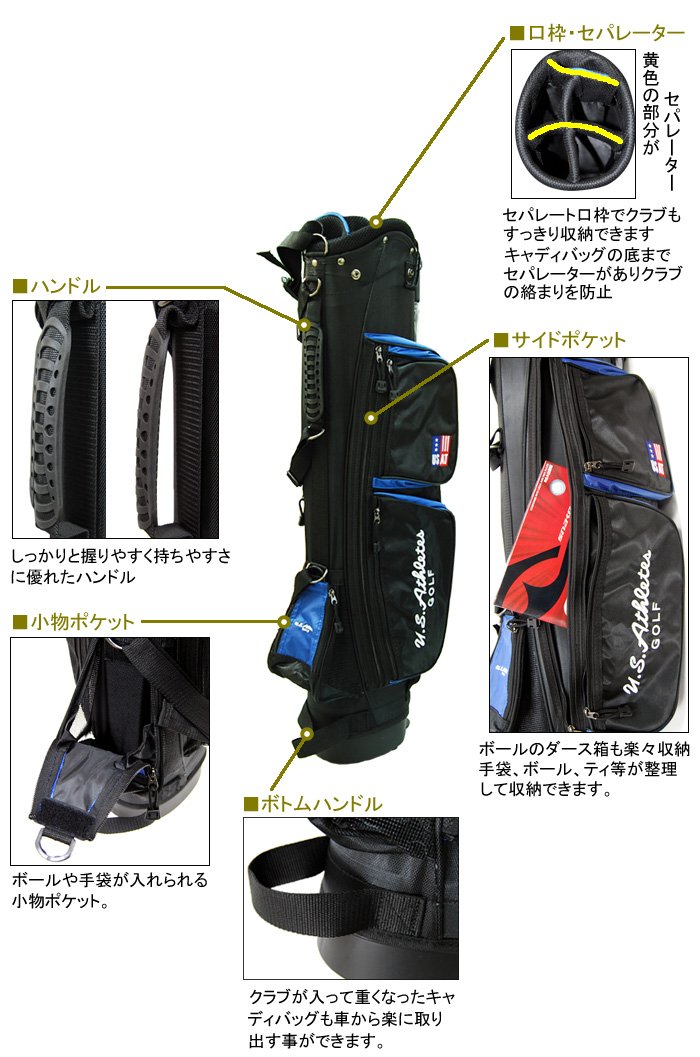 ■口枠・セパレーター
黄色の部分が
セパレーター
セパレート口枠でクラブも
すっきり収納できます
キャディバッグの底まで
セパレーターがありクラブ
の絡まりを防止
■ハンドル
しっかりと握りやすく持ちやすさ
に優れたハンドル
■サイドポケット
U.S.Athletes
GOLF
U.S.Athletes
GOLF
ボールのダース箱も楽々収納
手袋、ボール、ティ等が整理
して収納できます。
■小物ポケット
ボールや手袋が入れられる
小物ポケット。
■ボトムハンドル
クラブが入って重くなったキャ
ディバッグも車から楽に取り
出す事ができます。